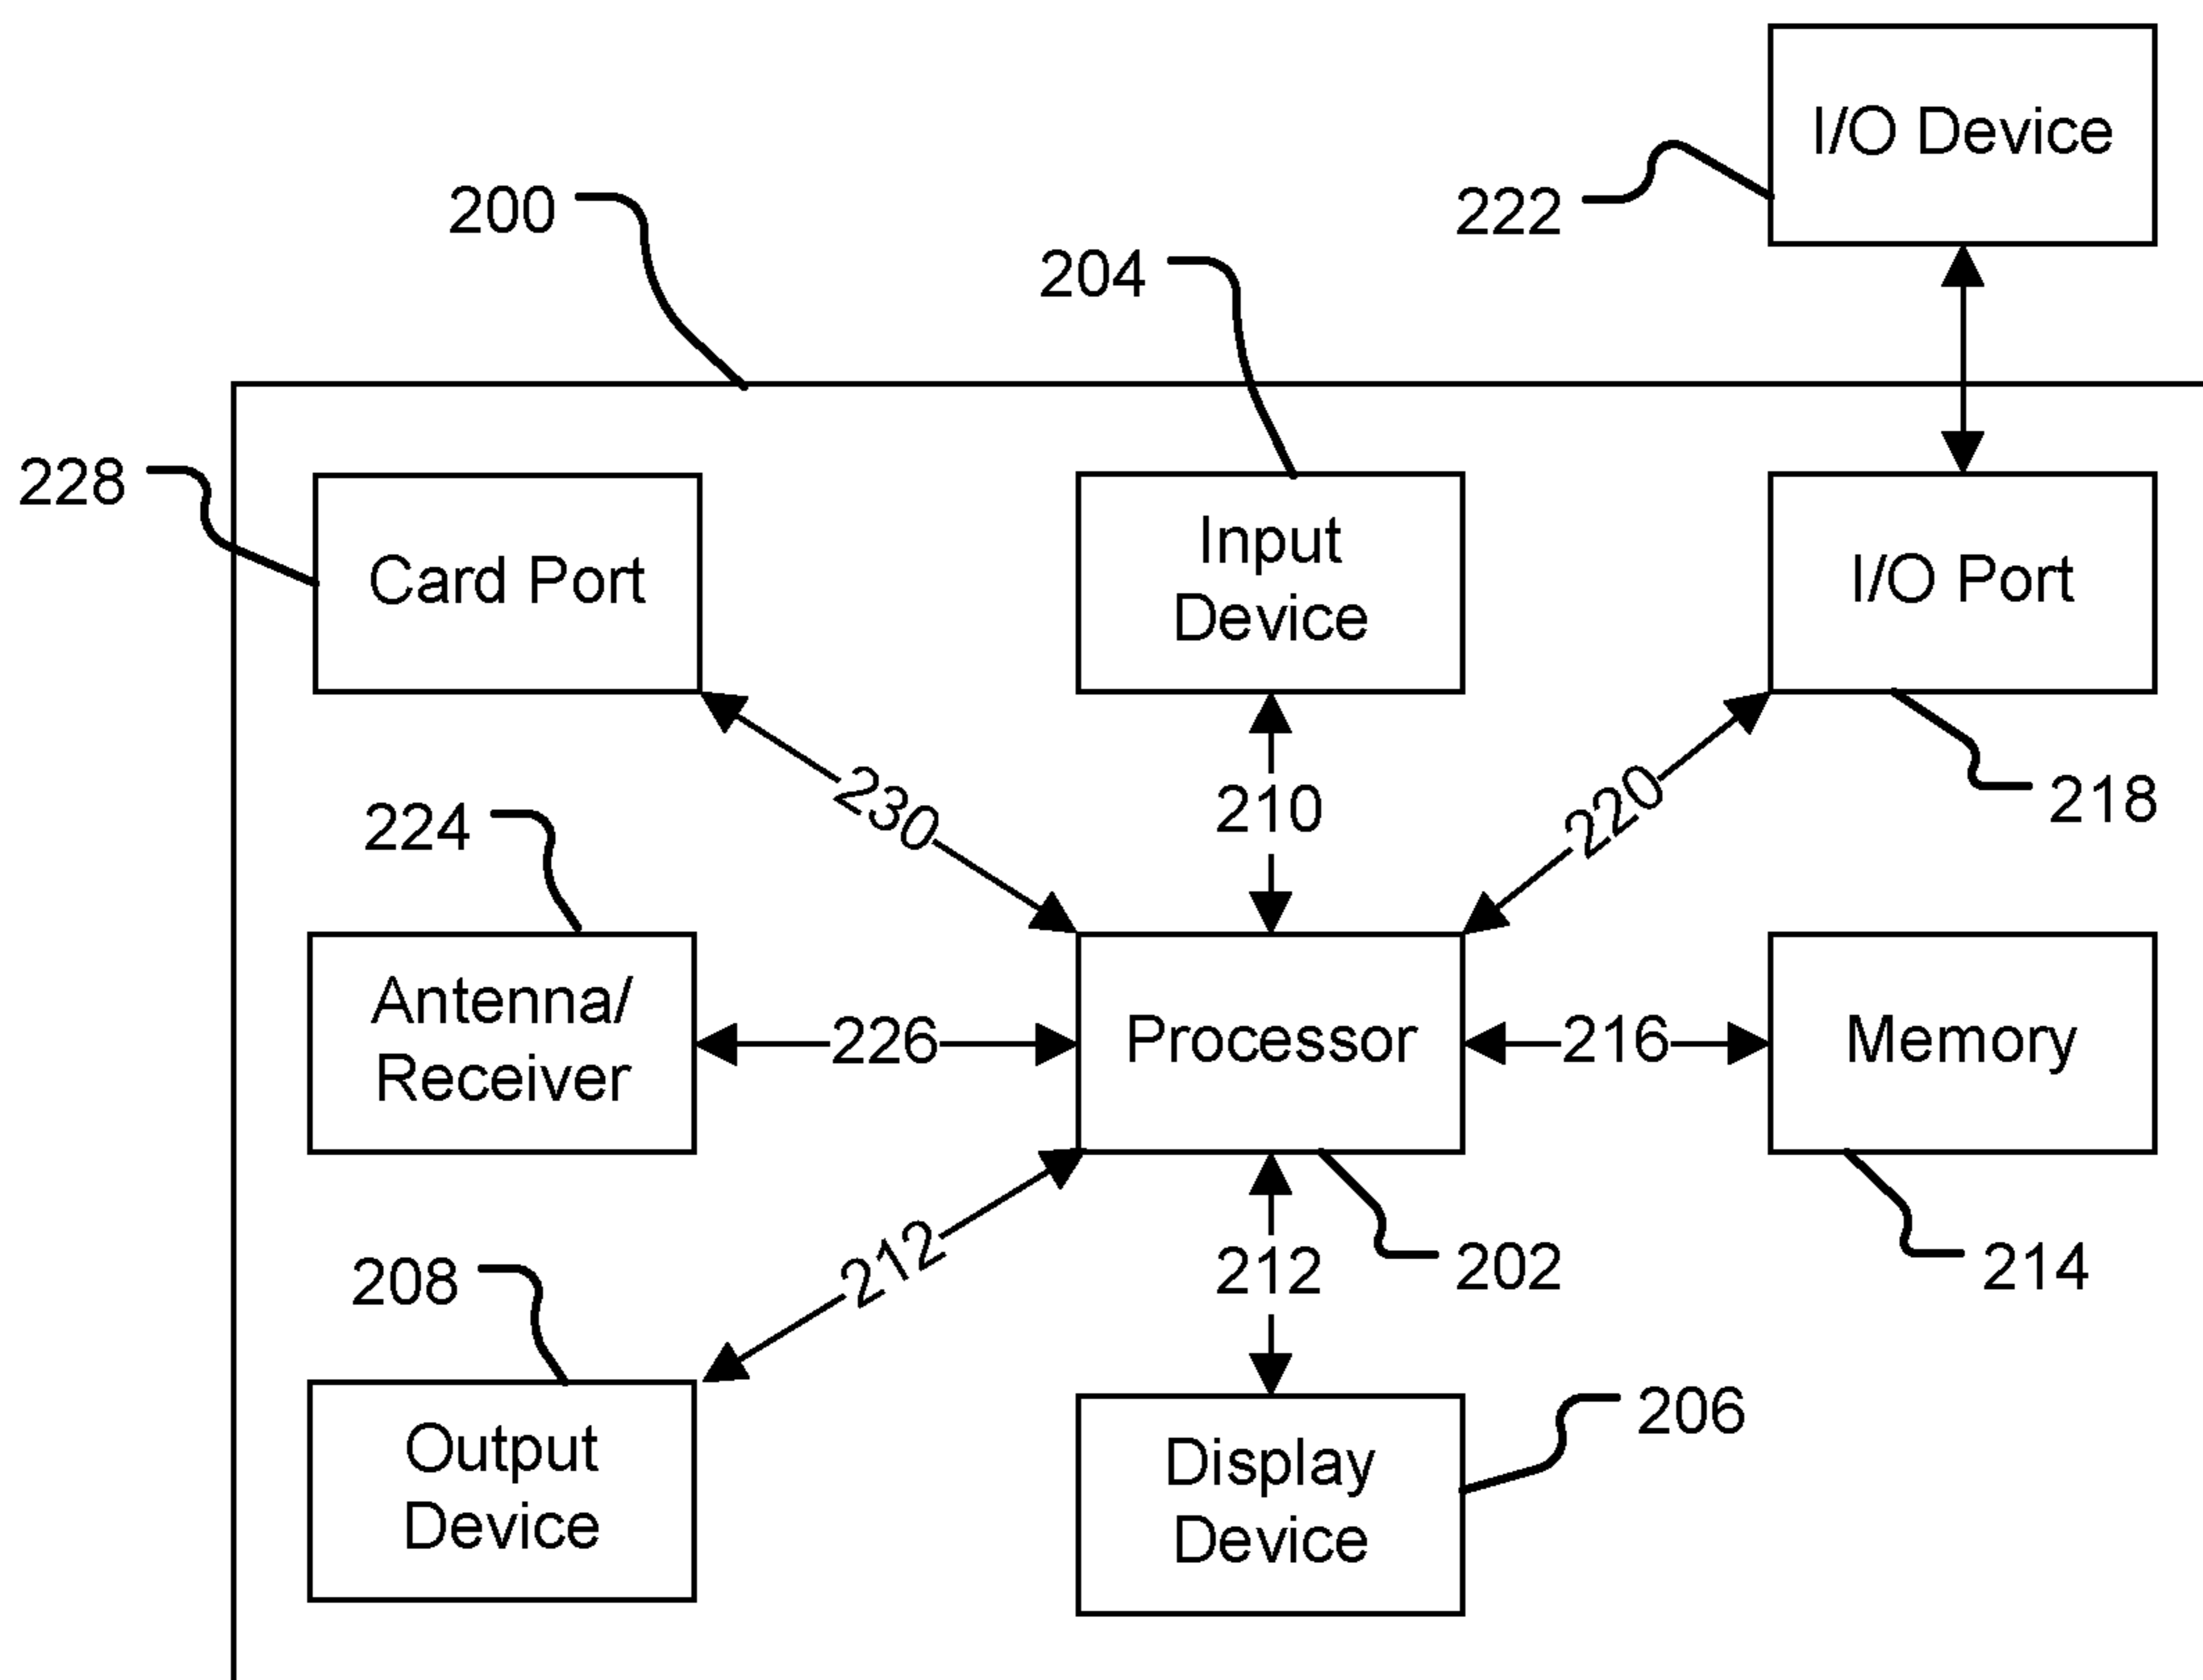 I/O Device
200
222
204
228
Card Port
Input
Device
I/O Port
230
210
220
218
224
Antenna/
Receiver
226
Processor
216
Memory
208
212
212
202
214
Output
Device
Display
Device
206